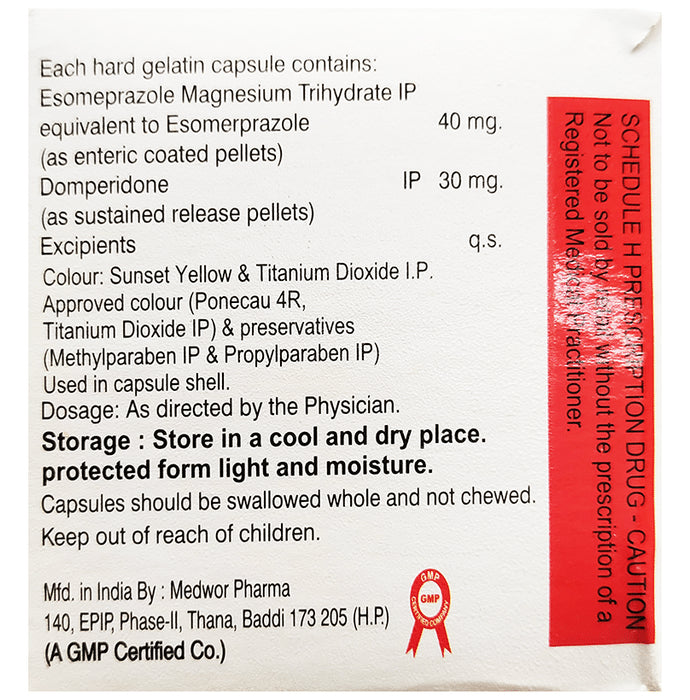 Each hard gelatin capsule contains:
Esomeprazole Magnesium Trihydrate IP
equivalent to Esomerprazole 40 mg.
(as enteric coated pellets)
Domperidone IP 30 mg.
(as sustained release pellets)
Excipients q.s.
Colour: Sunset Yellow & Titanium Dioxide I.P.
Approved colour (Ponecau 4R,
Titanium Dioxide IP) & preservatives
(Methylparaben IP & Propylparaben IP)
Used in capsule shell.
Dosage: As directed by the Physician.
Storage : Store in a cool and dry place.
protected form light and moisture.
Capsules should be swallowed whole and not chewed.
Keep out of reach of children.
Mfd. in India By : Medwor Pharma
140, EPIP, Phase-II, Thana, Baddi 173 205 (H.P.)
(A GMP Certified Co.)
GMP
GMP
CERTIFIED COMPANY
SCHEDULE H PRESCRIPTION DRUG - CAUTION
Not to be sold by retail without the prescription of a
Registered Medical Practitioner.